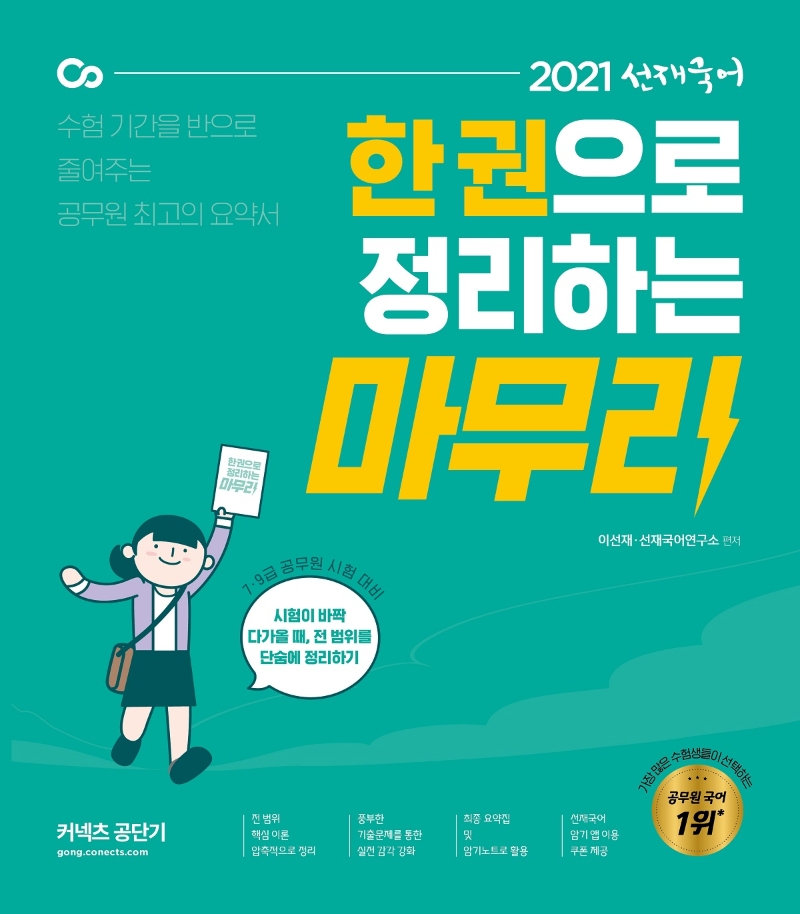 2021 선재국어
수험 기간을 반으로
줄여주는
공무원 최고의 요약서
한 권으로
정리하는
마무리
이선재·선재국어연구소 편저
한 권으로
정리하는
마무리
7·9급 공무원 시험 대비
시험이 바짝
다가올 때, 전 범위를
단숨에 정리하기
가장 많은 수험생들이 선택하는
공무원 국어
1위*
커넥츠 공단기
gong.conects.com
전 범위
핵심 이론
압축적으로 정리
풍부한
기출문제를 통한
실전 감각 강화
최종 요약집
및
암기노트로 활용
선재국어
암기 앱 이용
쿠폰 제공